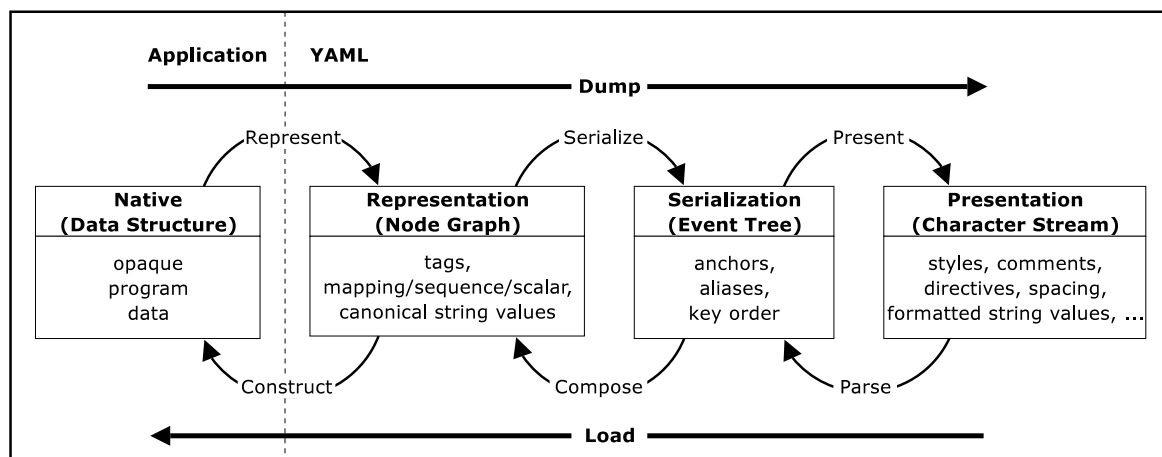 Application
YAML
Dump
Represent
Serialize
Present
Native
(Data Structure)
opaque
program
data
Representation
(Node Graph)
tags,
mapping/sequence/scalar,
canonical string values
Serialization
(Event Tree)
anchors,
aliases,
key order
Presentation
(Character Stream)
styles, comments,
directives, spacing,
formatted string values, ...
Construct
Compose
Parse
Load